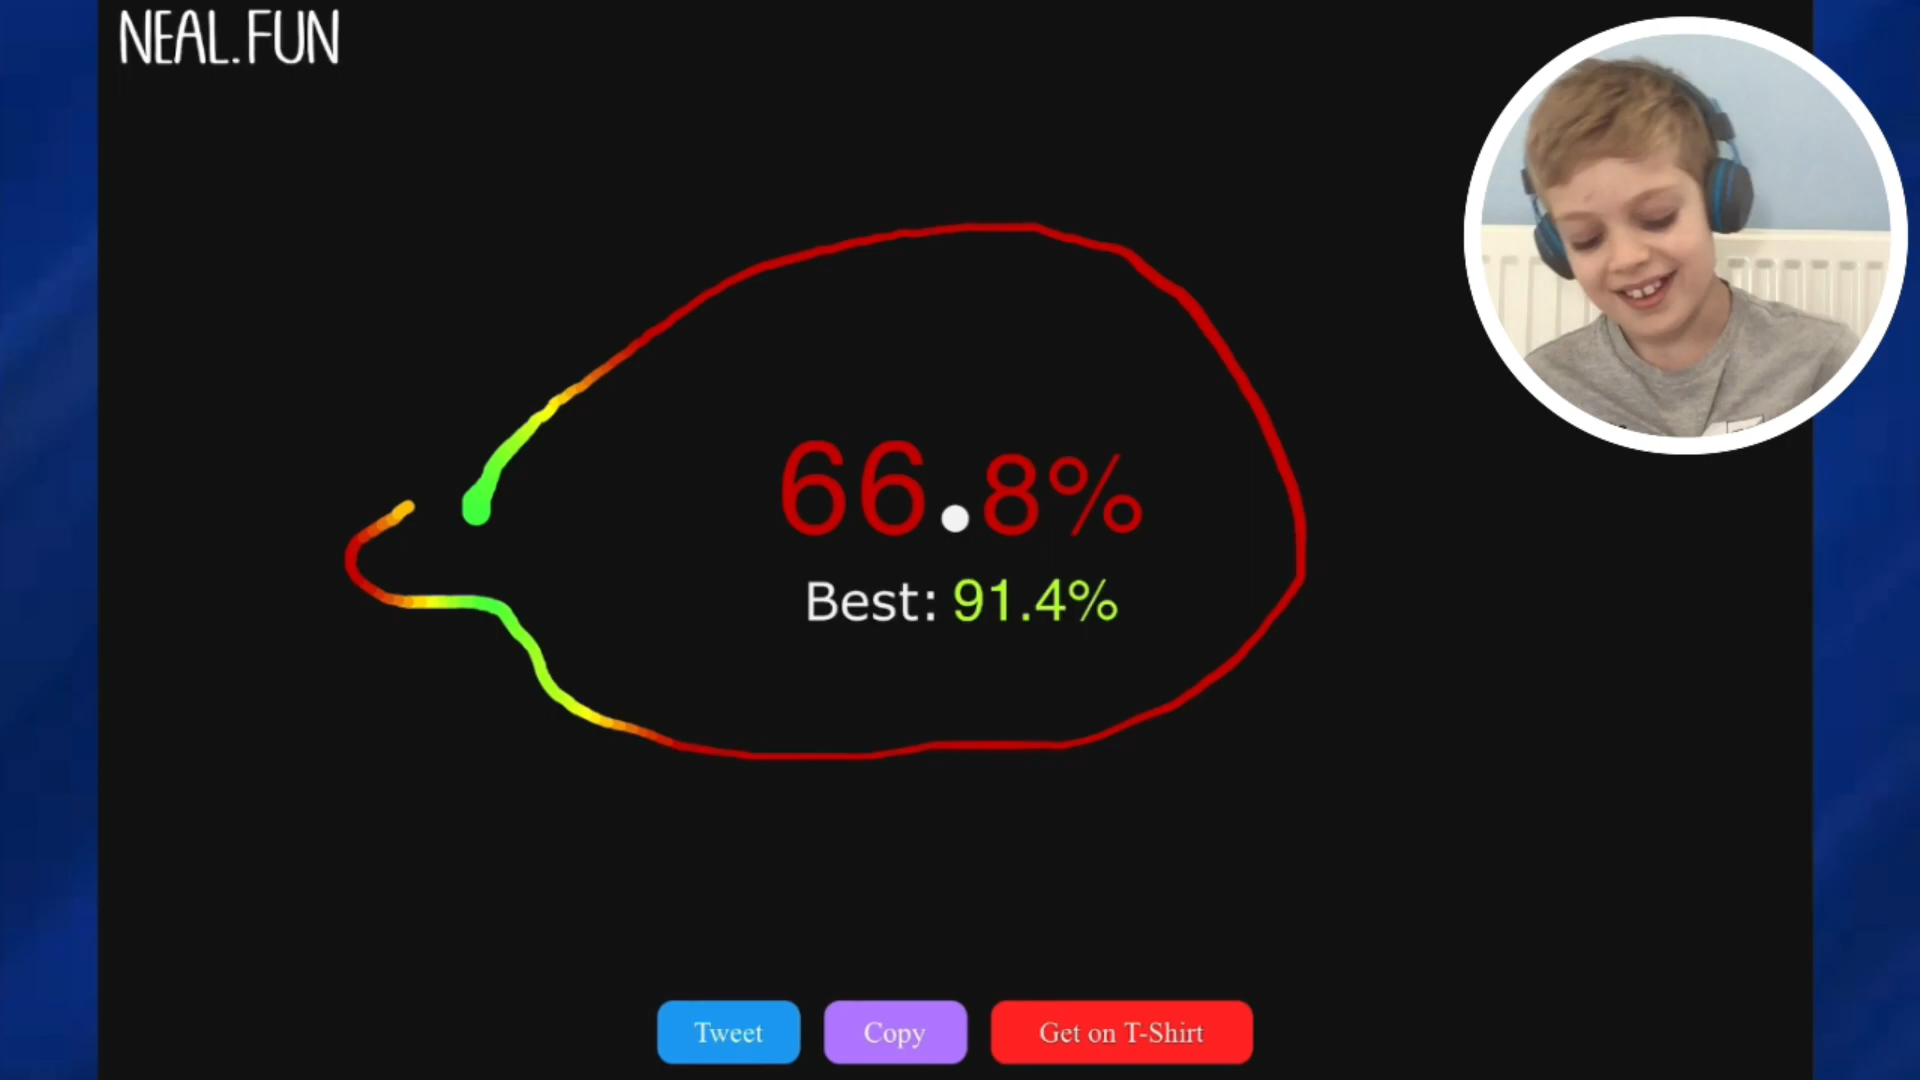 NEAL.FUN
66.8%
Best: 91.4%
Tweet
Copy
Get on T-Shirt